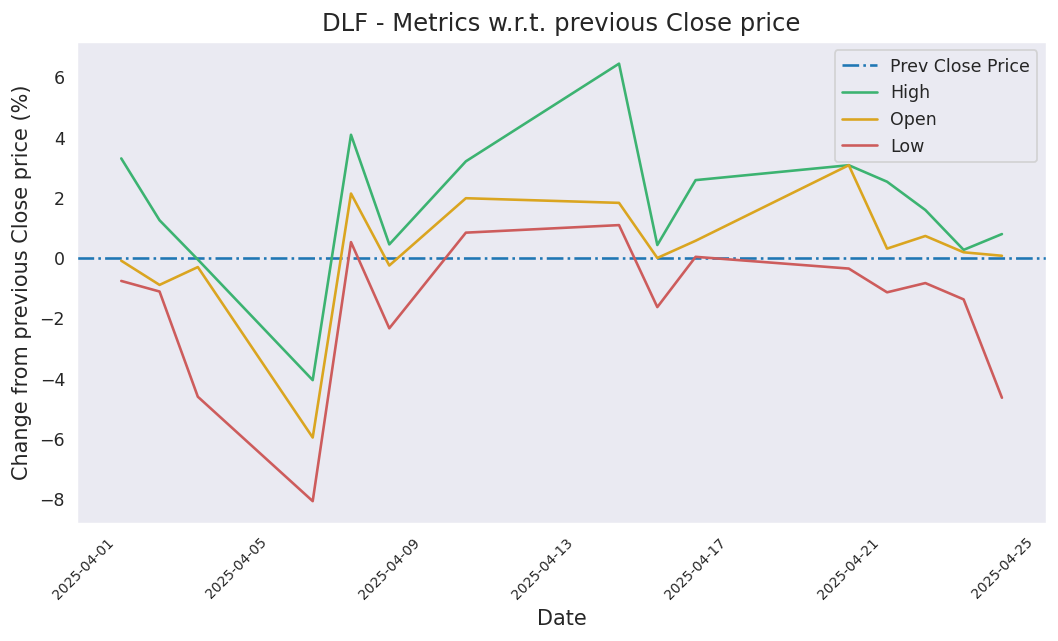 DLF - Metrics w.r.t. previous Close price
Change from previous Close price (%)
6
4
2
0
−2
−4
−6
−8
Prev Close Price
High
Open
Low
2025-04-01
2025-04-05
2025-04-09
2025-04-13
2025-04-17
2025-04-21
2025-04-25
Date